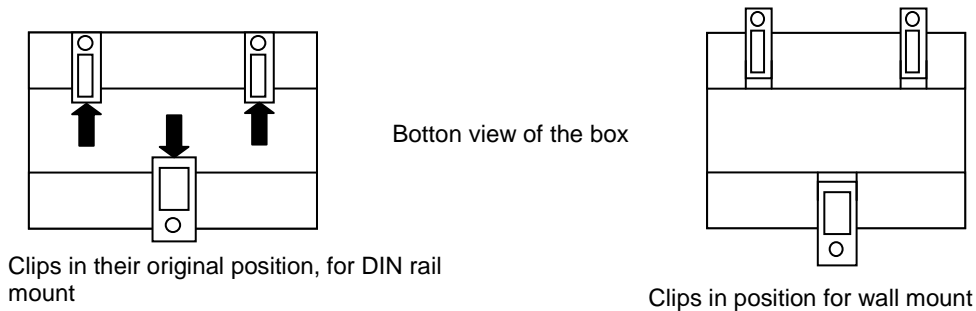 Botton view of the box
Clips in their original position, for DIN rail
mount
Clips in position for wall mount